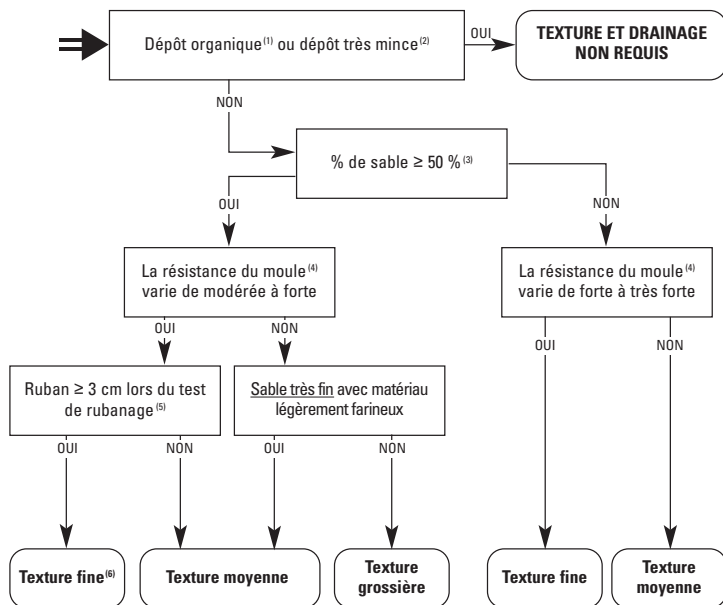 Dépôt organique(1) ou dépôt très mince(2)
OUI
TEXTURE ET DRAINAGE
NON REQUIS
NON
% de sable ≥ 50 %(3)
OUI
NON
La résistance du moule(4)
varie de modérée à forte
La résistance du moule(4)
varie de forte à très forte
OUI
NON
OUI
NON
Ruban ≥ 3 cm lors du test
de rubanage(5)
Sable très fin avec matériau
légèrement farineux
OUI
NON
OUI
NON
Texture fine(6)
Texture moyenne
Texture
grossière
Texture fine
Texture
moyenne